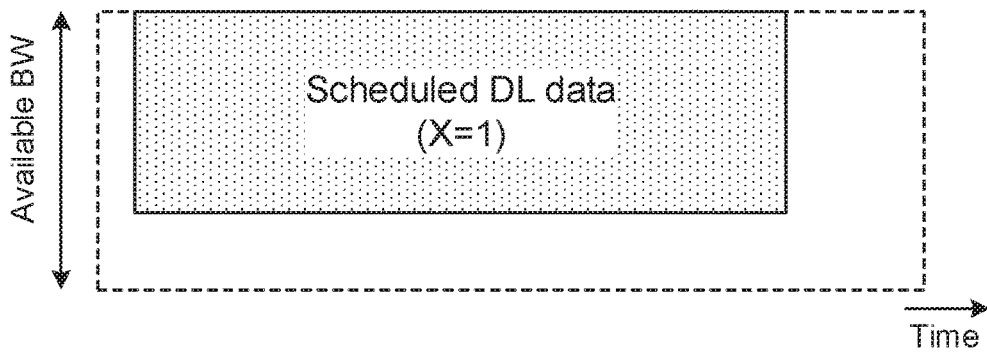 Available BW
Scheduled DL data
(X=1)
Time